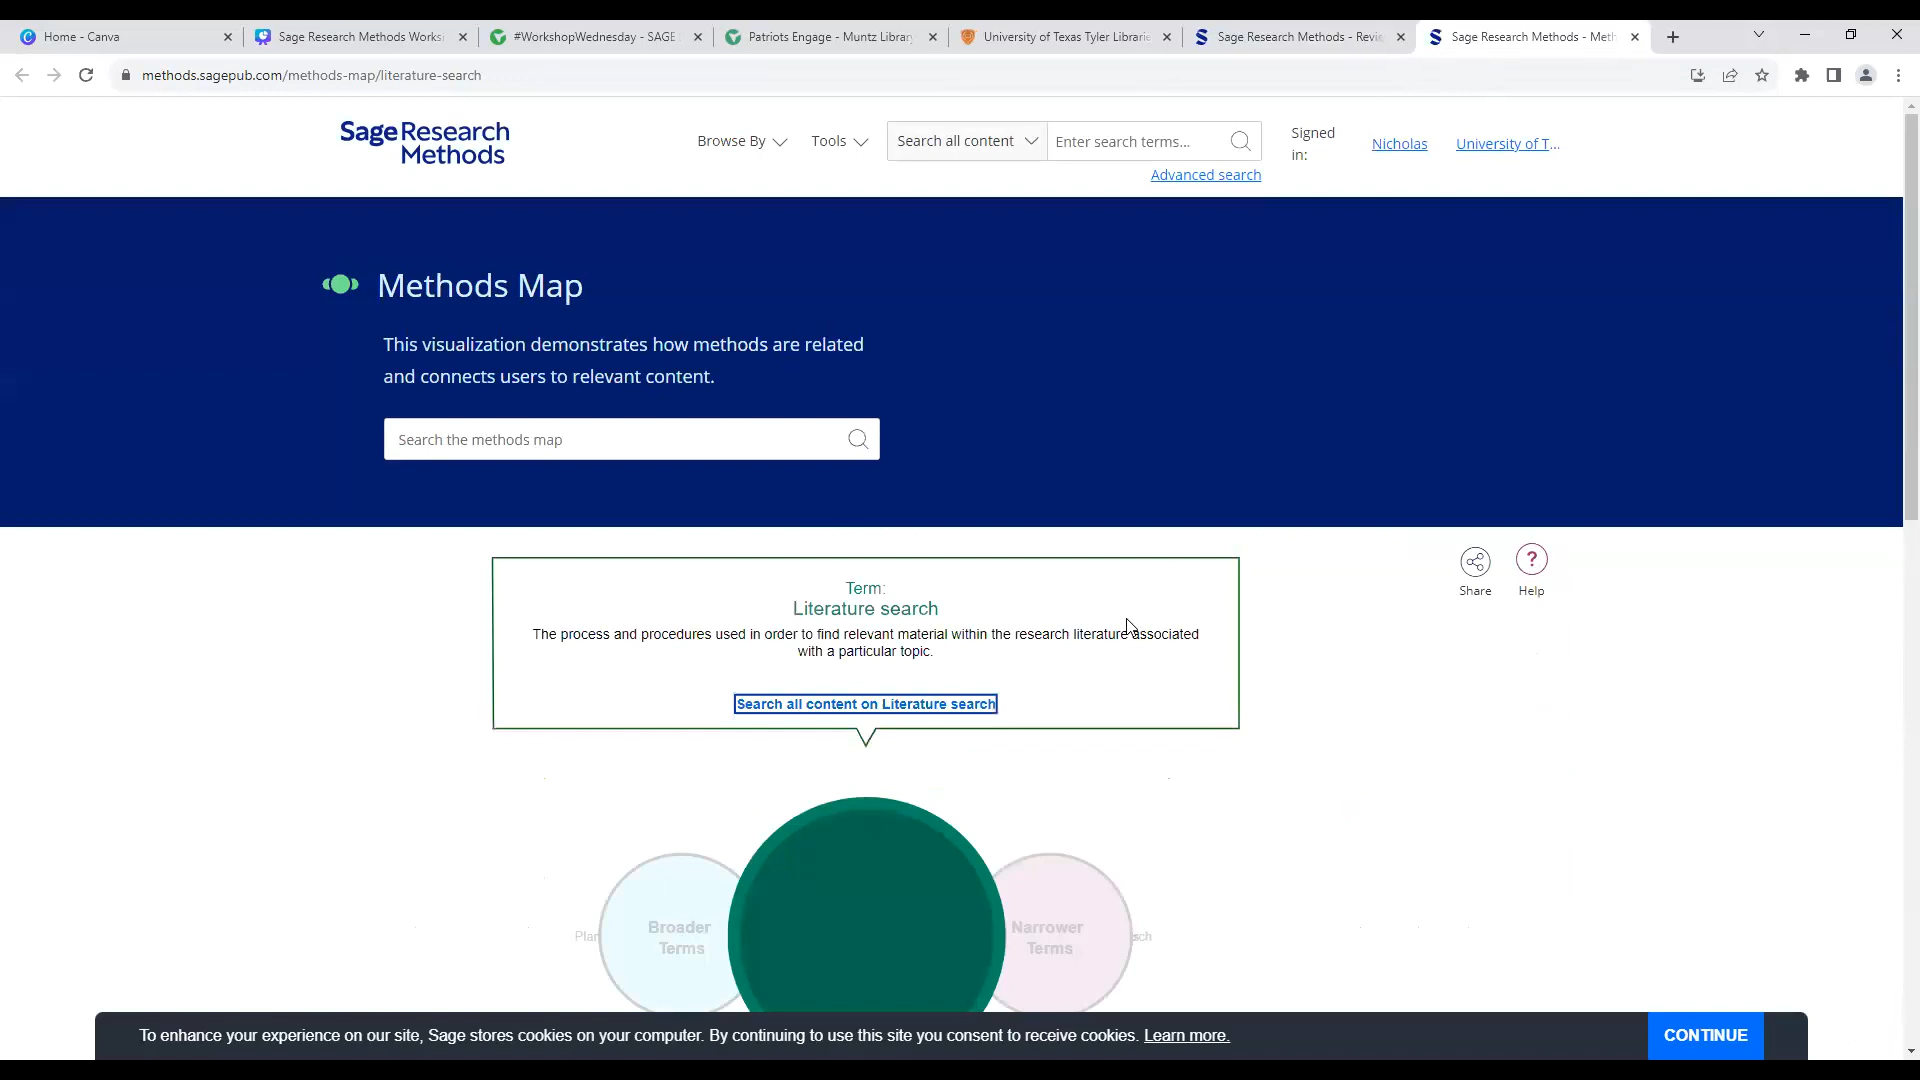 Home - Canva
Sage Research Methods Works
#WorkshopWednesday - SAGE
Patriots Engage - Muntz Library
University of Texas Tyler Librarie
Sage Research Methods - Revie
Sage Research Methods - Meth
methods.sagepub.com/methods-map/literature-search
Sage Research
Methods
Browse By
Tools
Search all content
Enter search terms...
Signed
in:
Nicholas
University of T...
Advanced search
Methods Map
This visualization demonstrates how methods are related
and connects users to relevant content.
Search the methods map
Share
? Help
Term:
Literature search
The process and procedures used in order to find relevant material within the research literature associated
with a particular topic.
Search all content on Literature search
Broader
Terms
Narrower
Terms
Plan
ch
To enhance your experience on our site, Sage stores cookies on your computer. By continuing to use this site you consent to receive cookies. Learn more.
CONTINUE